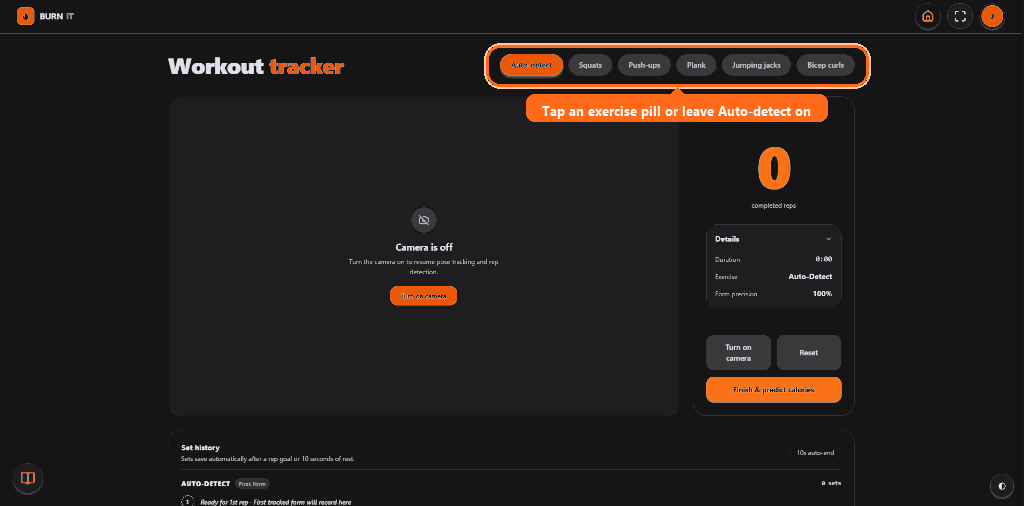 BURN IT
J
Workout tracker
Auto-detect
Squats
Push-ups
Plank
Jumping jacks
Bicep curls
Tap an exercise pill or leave Auto-detect on
0
completed reps
Camera is off
Turn the camera on to resume pose tracking and rep
detection.
Turn on camera
Details
Duration 0:00
Exercise Auto-Detect
Form precision 100%
Turn on
camera
Reset
Finish & predict calories
Set history
Sets save automatically after a rep goal or 10 seconds of rest.
10s auto-end
AUTO-DETECT First form
0 sets
1 Ready for 1st rep - First tracked form will record here